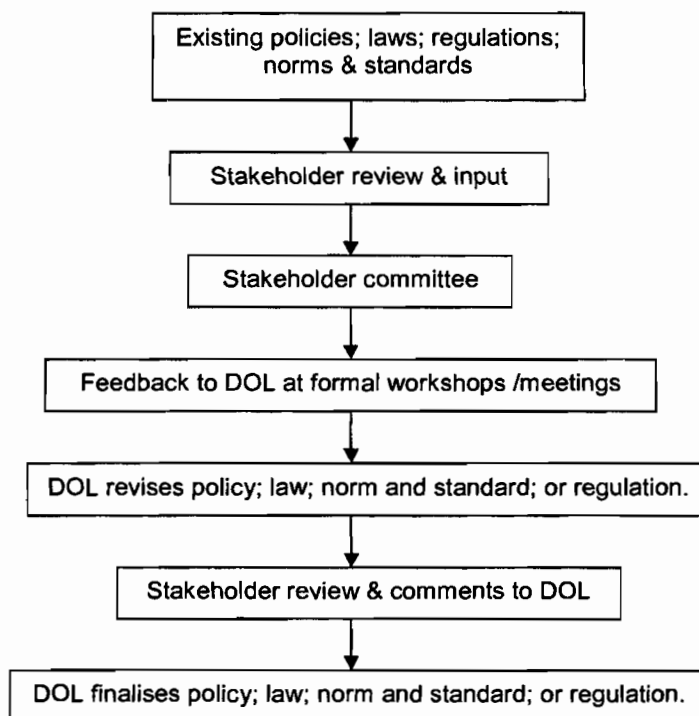 Existing policies; laws; regulations;
norms & standards
Stakeholder review & input
Stakeholder committee
Feedback to DOL at formal workshops /meetings
DOL revises policy; law; norm and standard; or regulation.
Stakeholder review & comments to DOL
DOL finalises policy; law; norm and standard; or regulation.